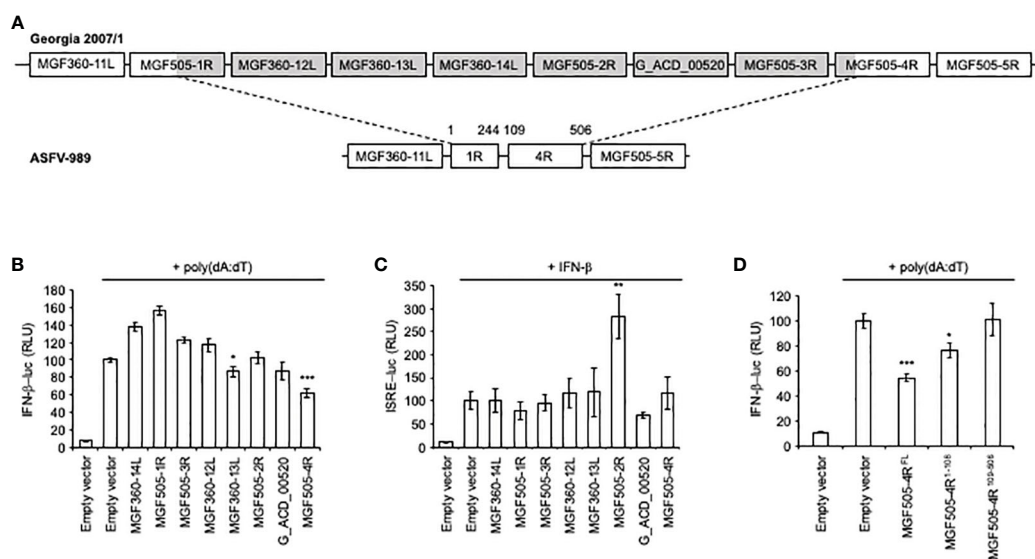 A
Georgia 2007/1
MGF360-11L MGF505-1R MGF360-12L MGF360-13L MGF360-14L MGF505-2R G_ACD_00520 MGF505-3R MGF505-4R MGF505-5R
1 244 109 506
ASFV-989 MGF360-11L 1R 4R MGF505-5R
B
+ poly(dA:dT)
IFN-β–luc (RLU)
180
160
140
120
100
80
60
40
20
0
*
***
Empty vector
Empty vector
MGF360-14L
MGF505-1R
MGF505-3R
MGF360-12L
MGF360-13L
MGF505-2R
G_ACD_00520
MGF505-4R
C
+ IFN-β
ISRE–luc (RLU)
350
300
250
200
150
100
50
0
**
Empty vector
Empty vector
MGF360-14L
MGF505-1R
MGF505-3R
MGF360-12L
MGF360-13L
MGF505-2R
G_ACD_00520
MGF505-4R
D
+ poly(dA:dT)
IFN-β–luc (RLU)
120
100
80
60
40
20
0
***
*
Empty vector
Empty vector
MGF505-4R^FL
MGF505-4R^1-108
MGF505-4R^109-506